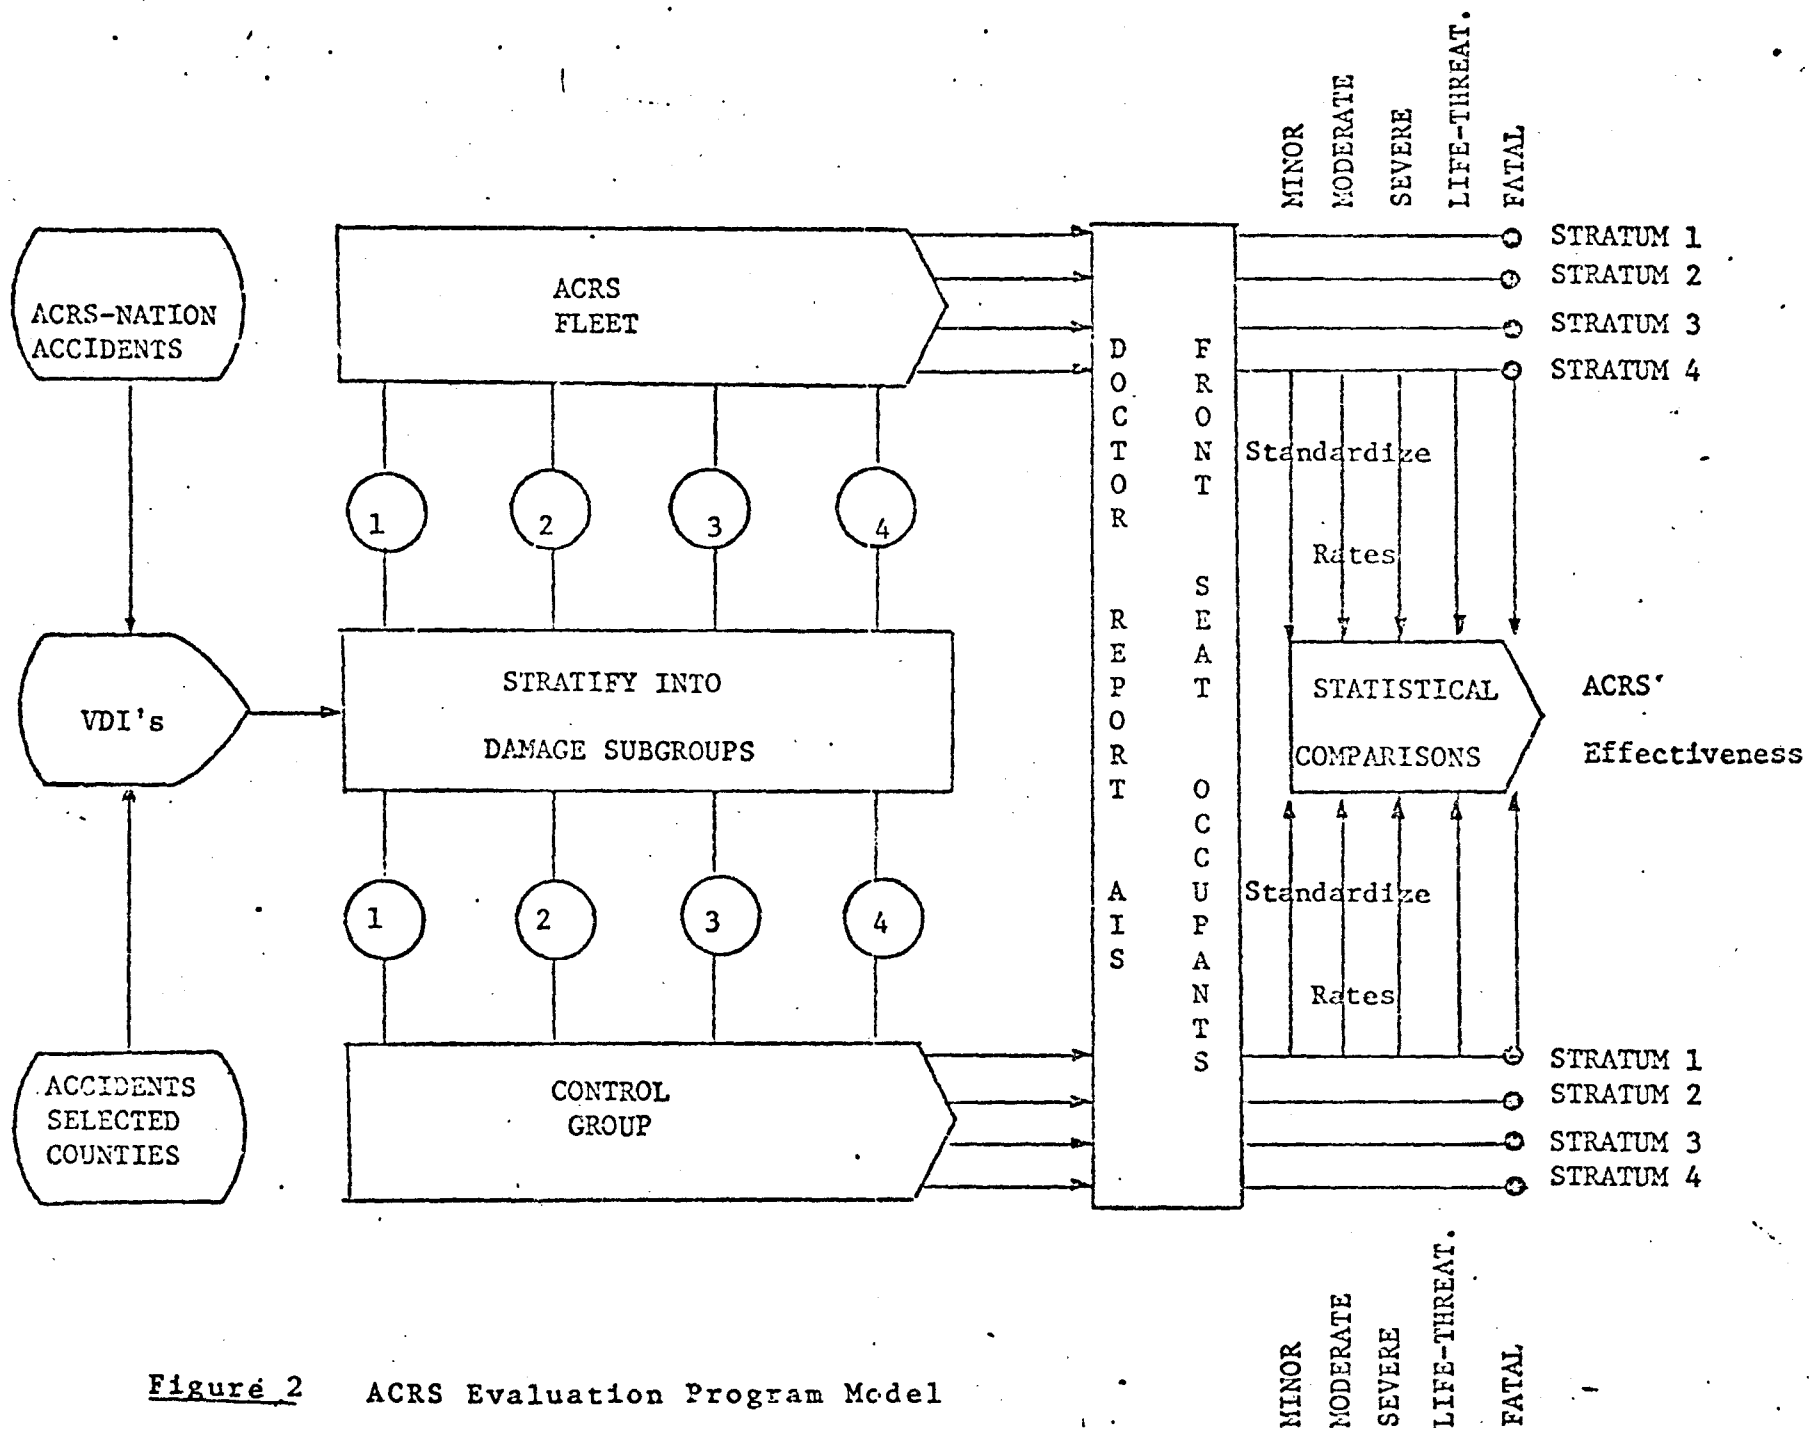 MINOR
MODERATE
SEVERE
LIFE-THREAT.
FATAL
ACRS-NATION
ACCIDENTS
ACRS
FLEET
STRATUM 1
STRATUM 2
STRATUM 3
STRATUM 4
1
2
3
4
Standardize
Rates
VDI's
STRATIFY INTO
DAMAGE SUBGROUPS
DOCTOR REPORT AIS
FRONT SEAT OCCUPANTS
STATISTICAL
COMPARISONS
ACRS'
Effectiveness
1
2
3
4
Standardize
Rates
ACCIDENTS
SELECTED
COUNTIES
CONTROL
GROUP
STRATUM 1
STRATUM 2
STRATUM 3
STRATUM 4
MINOR
MODERATE
SEVERE
LIFE-THREAT.
FATAL
Figure 2 ACRS Evaluation Program Model